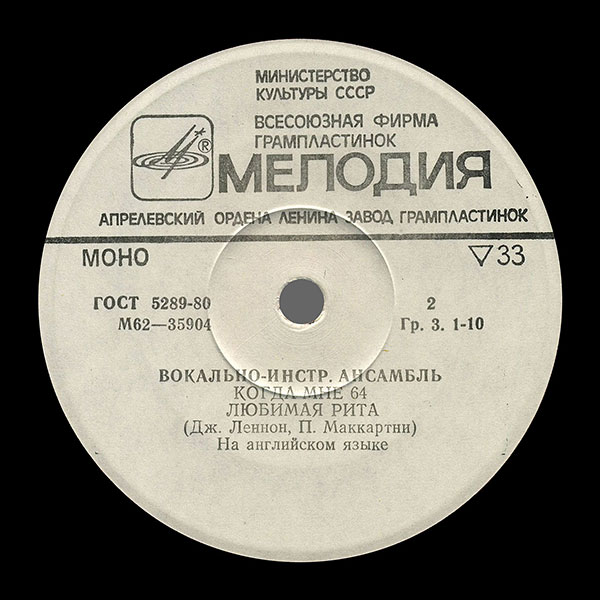 МИНИСТЕРСТВО
КУЛЬТУРЫ СССР
ВСЕСОЮЗНАЯ ФИРМА
ГРАМПЛАСТИНОК
®
МЕЛОДИЯ
АПРЕЛЕВСКИЙ ОРДЕНА ЛЕНИНА ЗАВОД ГРАМПЛАСТИНОК
МОНО ▽33
ГОСТ 5289-80 2
М62—35904 Гр. 3. 1-10
ВОКАЛЬНО-ИНСТР. АНСАМБЛЬ
КОГДА МНЕ 64
ЛЮБИМАЯ РИТА
(Дж. Леннон, П. Маккартни)
На английском языке